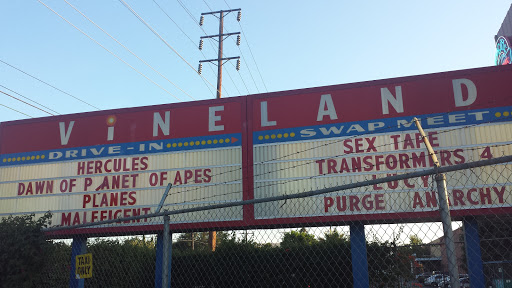 ViNELAND
DRIVE-IN
SWAP MEET
HERCULES
DAWN OF PLANET OF APES
PLANES
MALEFICENT
SEX TAPE
TRANSFORMERS 4
LUCY
PURGE ANARCHY
TAXI
ONLY